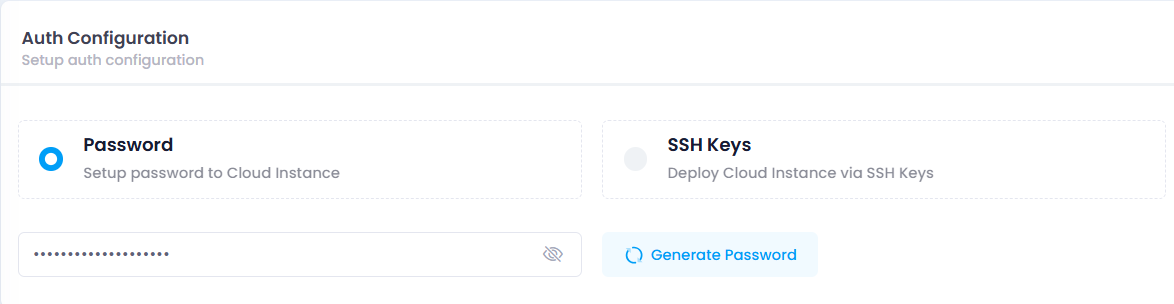 Auth Configuration
Setup auth configuration
Password
Setup password to Cloud Instance
SSH Keys
Deploy Cloud Instance via SSH Keys
••••••••••••••••••••
Generate Password